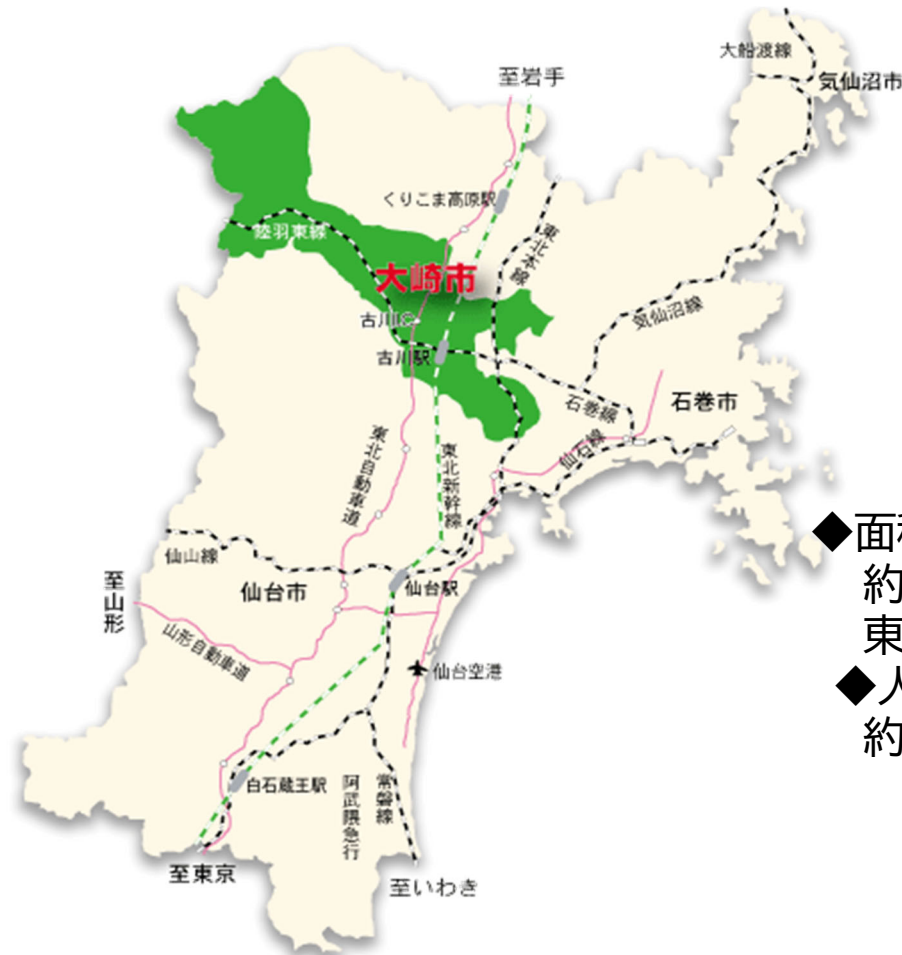 大船渡線
至岩手
気仙沼市
くりこま高原駅
東北本線
陸羽東線
大崎市
気仙沼線
古川IC
古川駅
石巻線
石巻市
仙石線
東北自動車道
東北新幹線
仙山線
仙台市
仙台駅
至山形
山形自動車道
仙台空港
白石蔵王駅
阿武隈急行
常磐線
至東京
至いわき
◆面
約
東
◆人
約